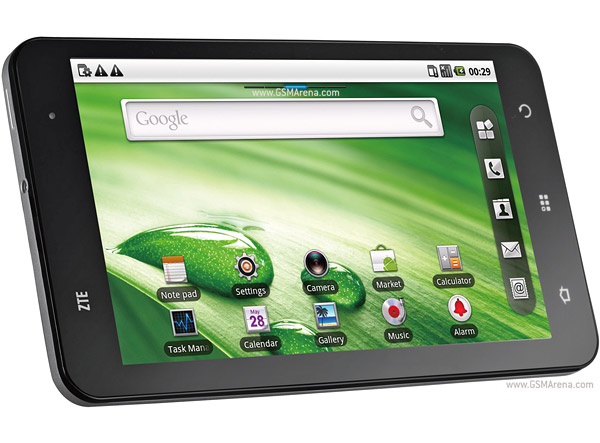 00:29
www.GSMArena.com
Google
Note pad
Settings
Camera
Market
Calculator
Task Mana
May
28
Calendar
Gallery
Music
Alarm
@
ZTE
www.GSMArena.com